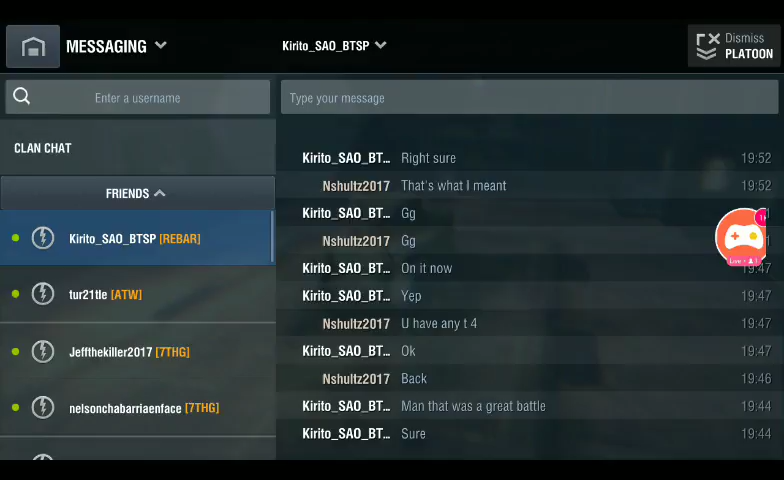 MESSAGING
Kirito_SAO_BTSP
Dismiss
PLATOON
Enter a username
Type your message
CLAN CHAT
FRIENDS
Kirito_SAO_BTSP [REBAR]
tur21tle [ATW]
Jeffthekiller2017 [7THG]
nelsonchabarriaenface [7THG]
Kirito_SAO_BT... Right sure 19:52
Nshultz2017 That's what I meant 19:52
Kirito_SAO_BT... Gg
Nshultz2017 Gg
Kirito_SAO_BT... On it now 19:47
Kirito_SAO_BT... Yep 19:47
Nshultz2017 U have any t 4 19:47
Kirito_SAO_BT... Ok 19:47
Nshultz2017 Back 19:46
Kirito_SAO_BT... Man that was a great battle 19:44
Kirito_SAO_BT... Sure 19:44
Live